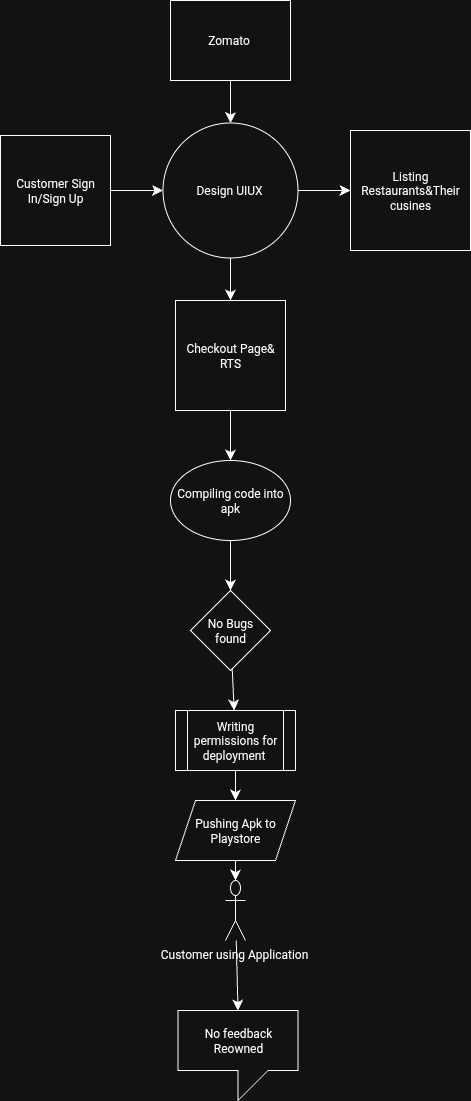 Zomato
Customer Sign
In/Sign Up
Design UIUX
Listing
Restaurants&Their
cusines
Checkout Page&
RTS
Compiling code into
apk
No Bugs
found
Writing
permissions for
deployment
Pushing Apk to
Playstore
Customer using Application
No feedback
Reowned